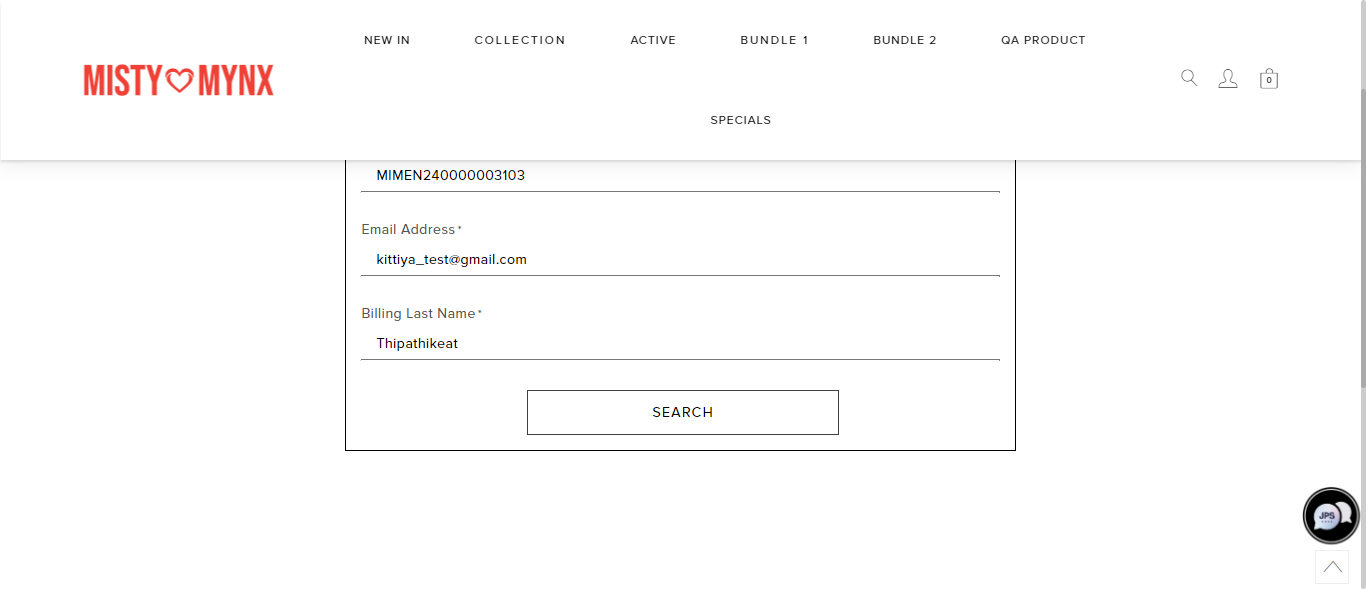 NEW IN COLLECTION ACTIVE BUNDLE 1 BUNDLE 2 QA PRODUCT
MISTY MYNX
0
SPECIALS
MIMEN240000003103
Email Address*
kittiya_test@gmail.com
Billing Last Name*
Thipathikeat
SEARCH
JPS